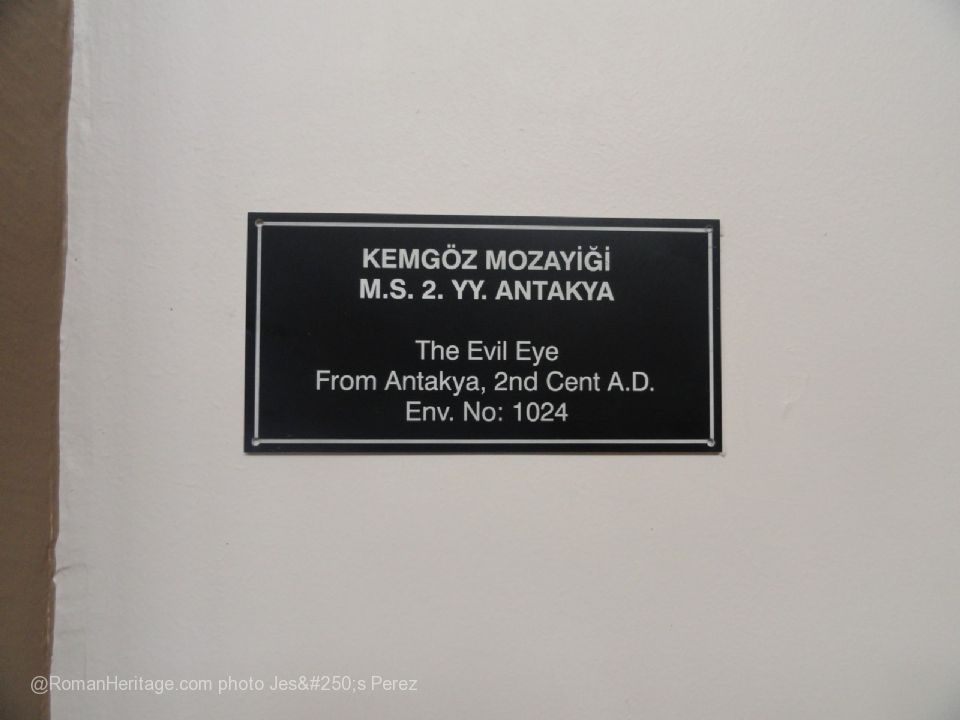 KEMGÖZ MOZAYİĞİ
M.S. 2. YY. ANTAKYA
The Evil Eye
From Antakya, 2nd Cent A.D.
Env. No: 1024
@RomanHeritage.com photo Jes&#250;s Perez